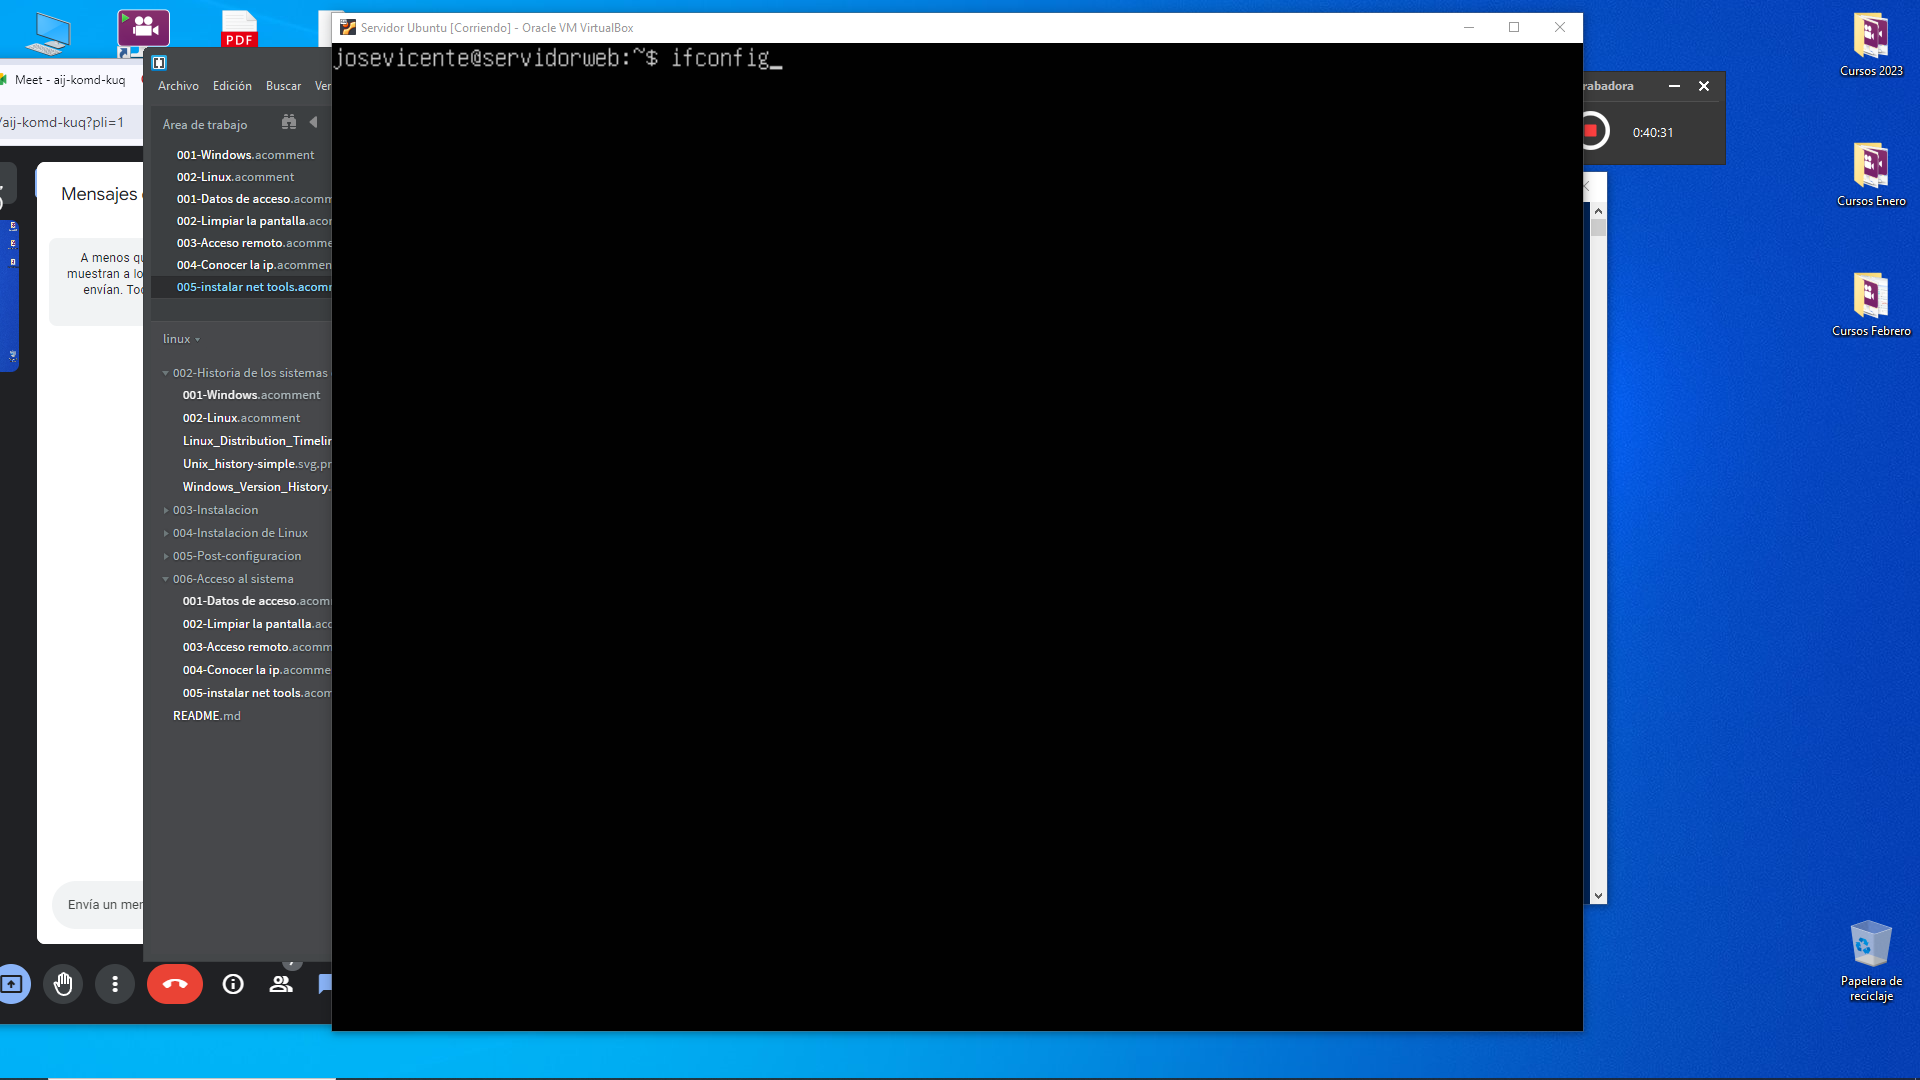 PDF
Servidor Ubuntu [Corriendo] - Oracle VM VirtualBox
josevicente@servidorweb:~$ ifconfig_
Meet - aij-komd-kuq
/aij-komd-kuq?pli=1
Mensajes
A menos qu
muestran a lo
envían. Tod
Envía un men
Archivo Edición Buscar Ver
Área de trabajo
001-Windows.acomment
002-Linux.acomment
001-Datos de acceso.acomm
002-Limpiar la pantalla.acor
003-Acceso remoto.acomme
004-Conocer la ip.acommen
005-instalar net tools.acomm
linux
002-Historia de los sistemas
001-Windows.acomment
002-Linux.acomment
Linux_Distribution_Timelin
Unix_history-simple.svg.pr
Windows_Version_History.
003-Instalacion
004-Instalacion de Linux
005-Post-configuracion
006-Acceso al sistema
001-Datos de acceso.acom
002-Limpiar la pantalla.acc
003-Acceso remoto.acomm
004-Conocer la ip.acomme
005-instalar net tools.acom
README.md
rabadora
0:40:31
Cursos 2023
Cursos Enero
Cursos Febrero
Papelera de
reciclaje